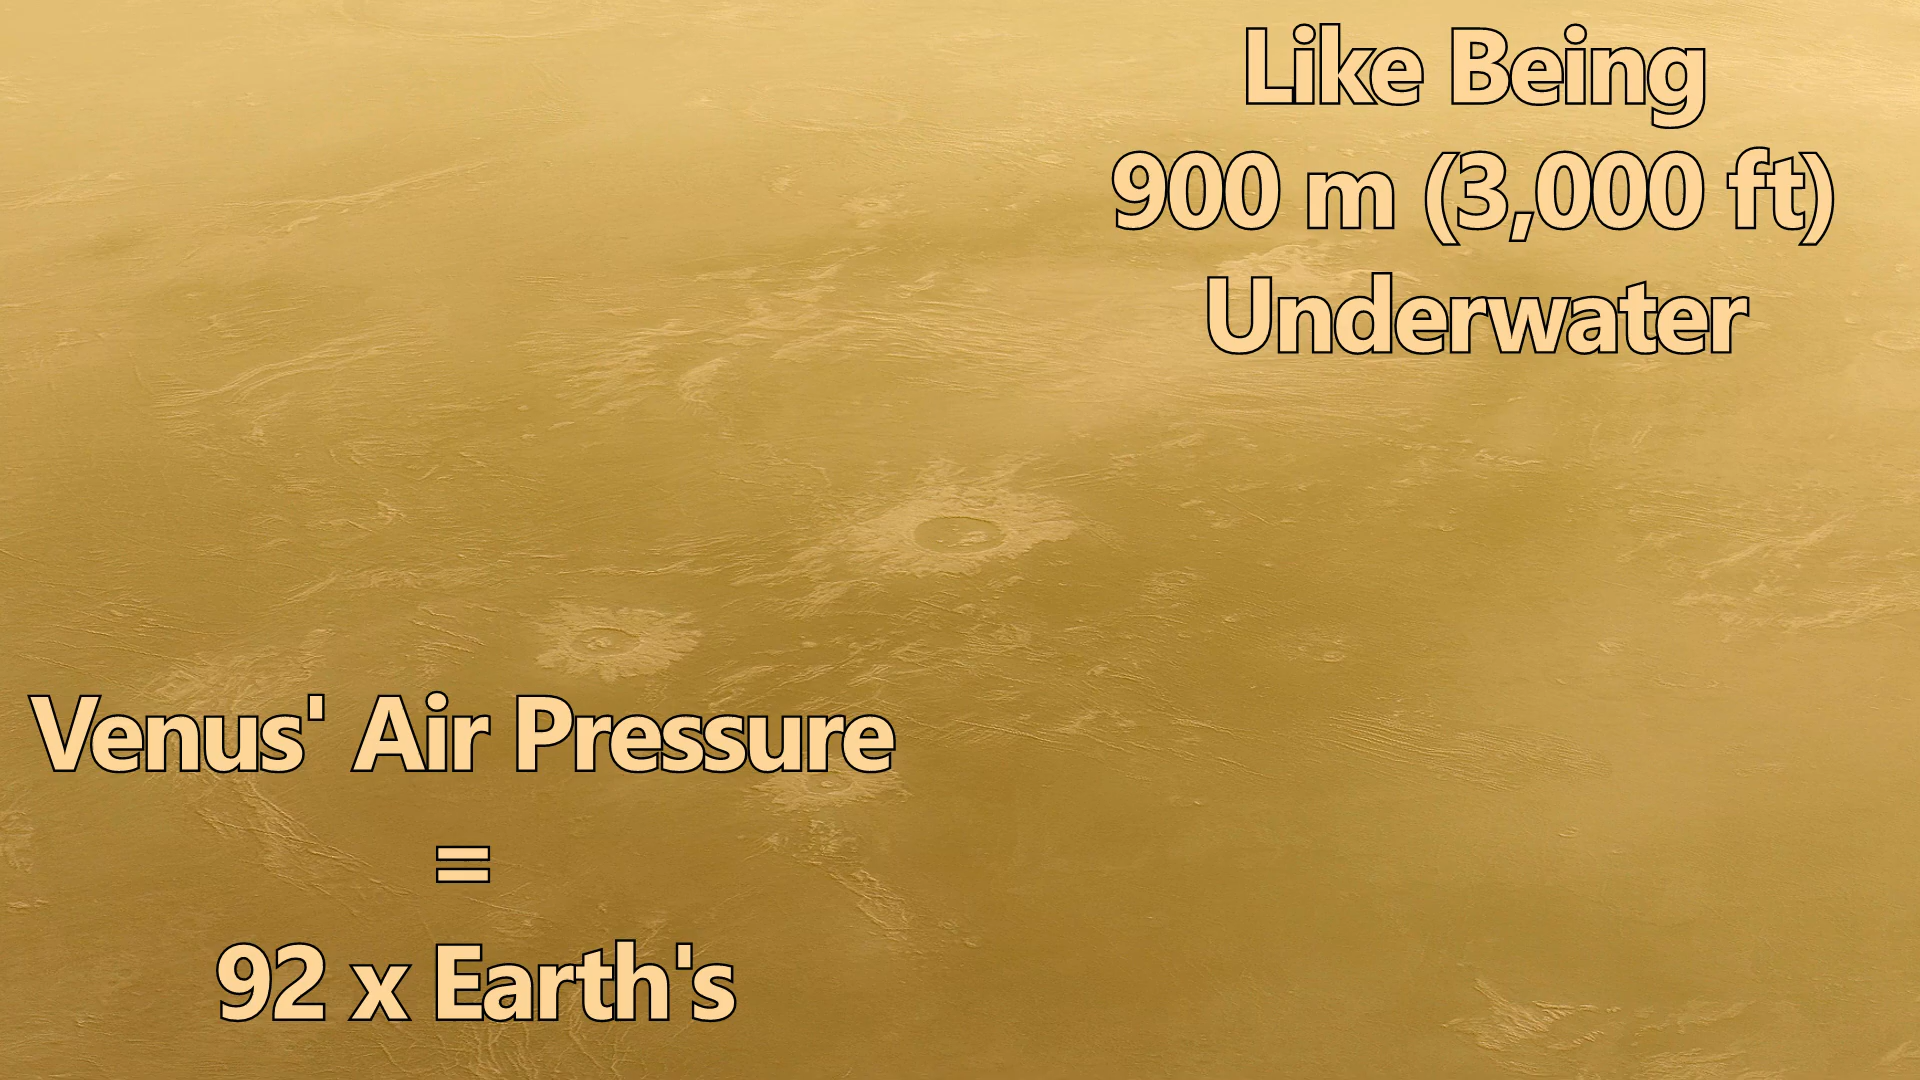 Like Being
900 m (3,000 ft)
Underwater
Venus' Air Pressure
=
92 x Earth's